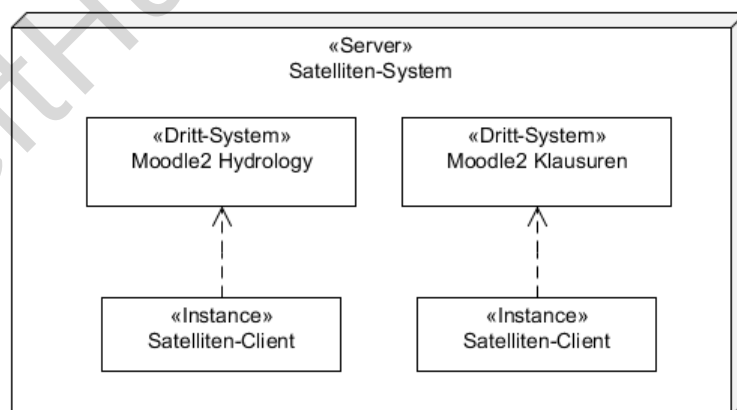 «Server»
Satelliten-System
«Dritt-System»
Moodle2 Hydrology
«Dritt-System»
Moodle2 Klausuren
«Instance»
Satelliten-Client
«Instance»
Satelliten-Client